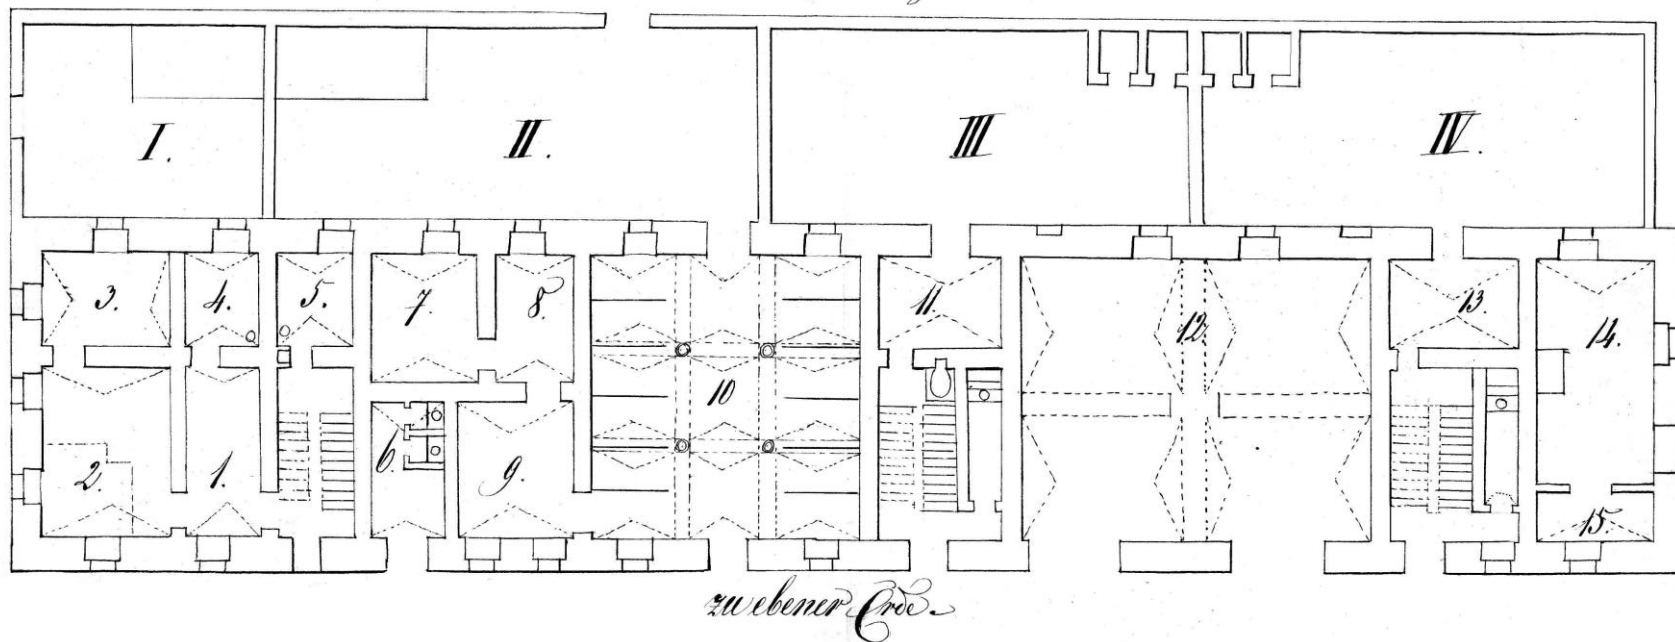 I. II. III IV.
3. 4. 5. 7. 8. 11. 12. 13. 14.
10
2. 1. 6. 9. 15.
zu ebener Erde.